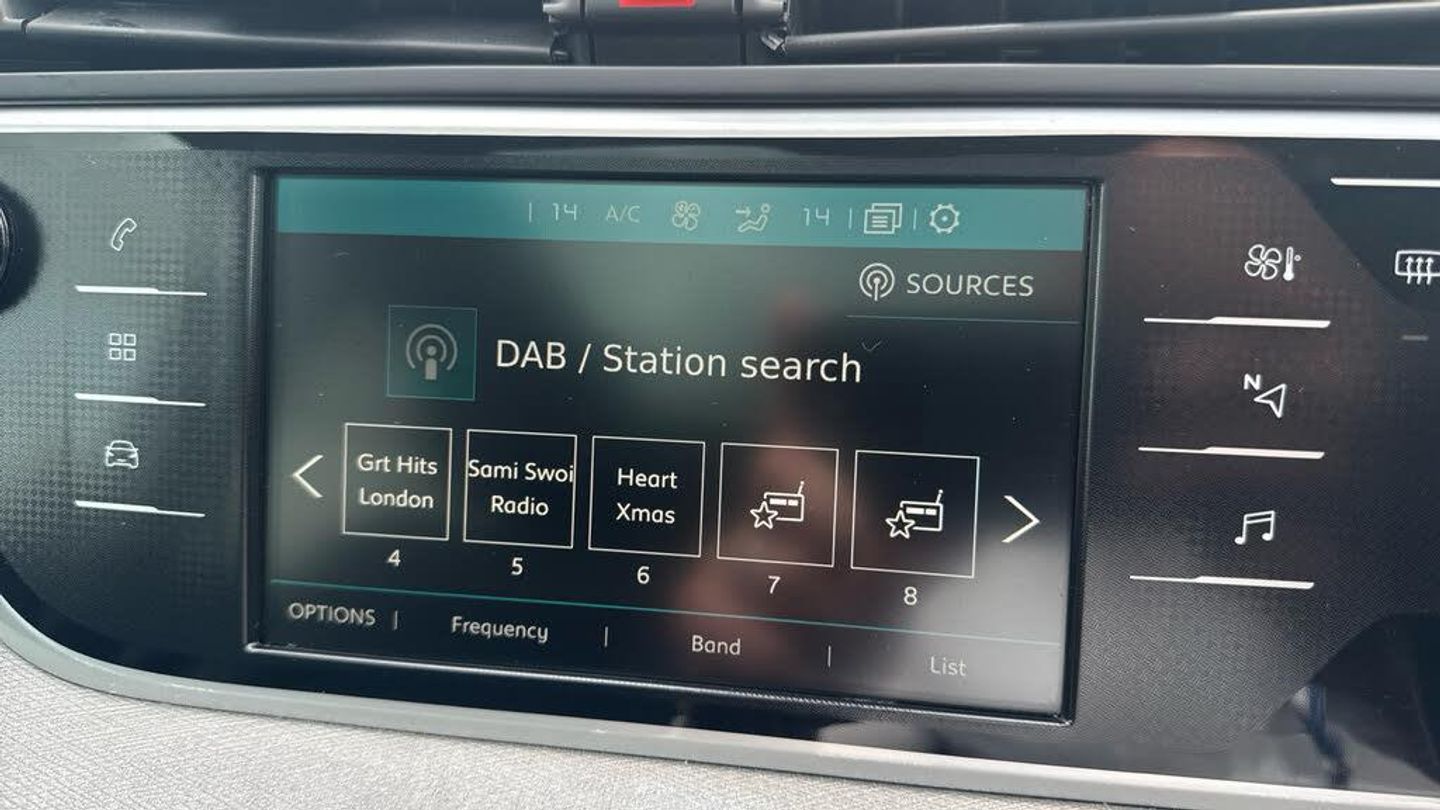 14 A/C 14
SOURCES
DAB / Station search
Grt Hits
London
Sami Swoi
Radio
Heart
Xmas
4 5 6 7 8
OPTIONS Frequency Band List
N